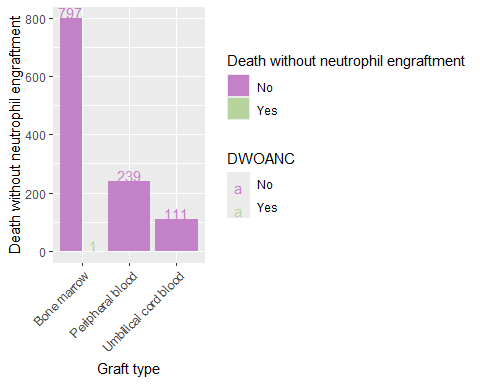 Death without neutrophil engraftment
800
600
400
200
0
797
1
239
111
Bone marrow
Peripheral blood
Umbilical cord blood
Graft type
Death without neutrophil engraftment
No
Yes
DWOANC
a No
a Yes